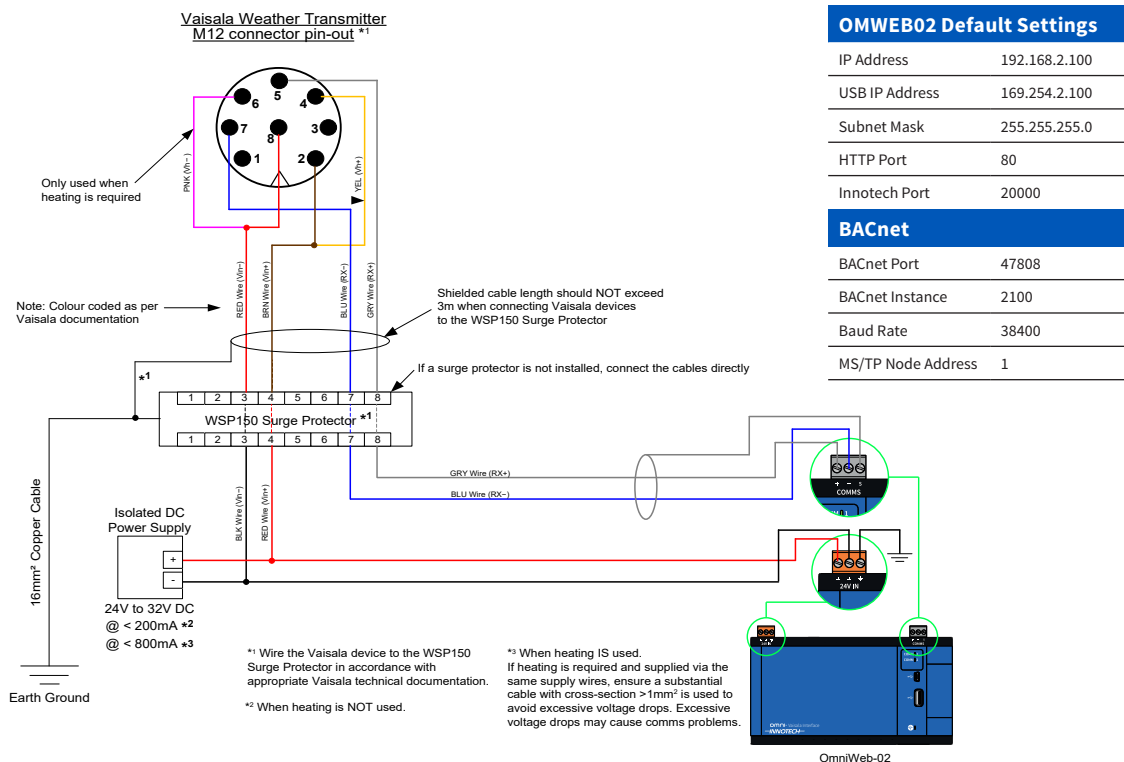 Vaisala Weather Transmitter
M12 connector pin-out *1
5
6
4
7
8
3
1
2
Only used when
heating is required
PNK (Vh−)
YEL (Vh+)
RED Wire (Vin−)
BRN Wire (Vin+)
BLU Wire (RX−)
GRY Wire (RX+)
Note: Colour coded as per
Vaisala documentation
Shielded cable length should NOT exceed
3m when connecting Vaisala devices
to the WSP150 Surge Protector
*1
If a surge protector is not installed, connect the cables directly
1 2 3 4 5 6 7 8
WSP150 Surge Protector *1
1 2 3 4 5 6 7 8
GRY Wire (RX+)
BLU Wire (RX−)
BLK Wire (Vin−)
RED Wire (Vin+)
16mm² Copper Cable
Earth Ground
Isolated DC
Power Supply
+
-
24V to 32V DC
@ < 200mA *2
@ < 800mA *3
*1 Wire the Vaisala device to the WSP150
Surge Protector in accordance with
appropriate Vaisala technical documentation.
*2 When heating is NOT used.
*3 When heating IS used.
If heating is required and supplied via the
same supply wires, ensure a substantial
cable with cross-section >1mm² is used to
avoid excessive voltage drops. Excessive
voltage drops may cause comms problems.
+ − S
COMMS
24V IN
Omni
INNOTECH
OmniWeb-02
OMWEB02 Default Settings
IP Address 192.168.2.100
USB IP Address 169.254.2.100
Subnet Mask 255.255.255.0
HTTP Port 80
Innotech Port 20000
BACnet
BACnet Port 47808
BACnet Instance 2100
Baud Rate 38400
MS/TP Node Address 1